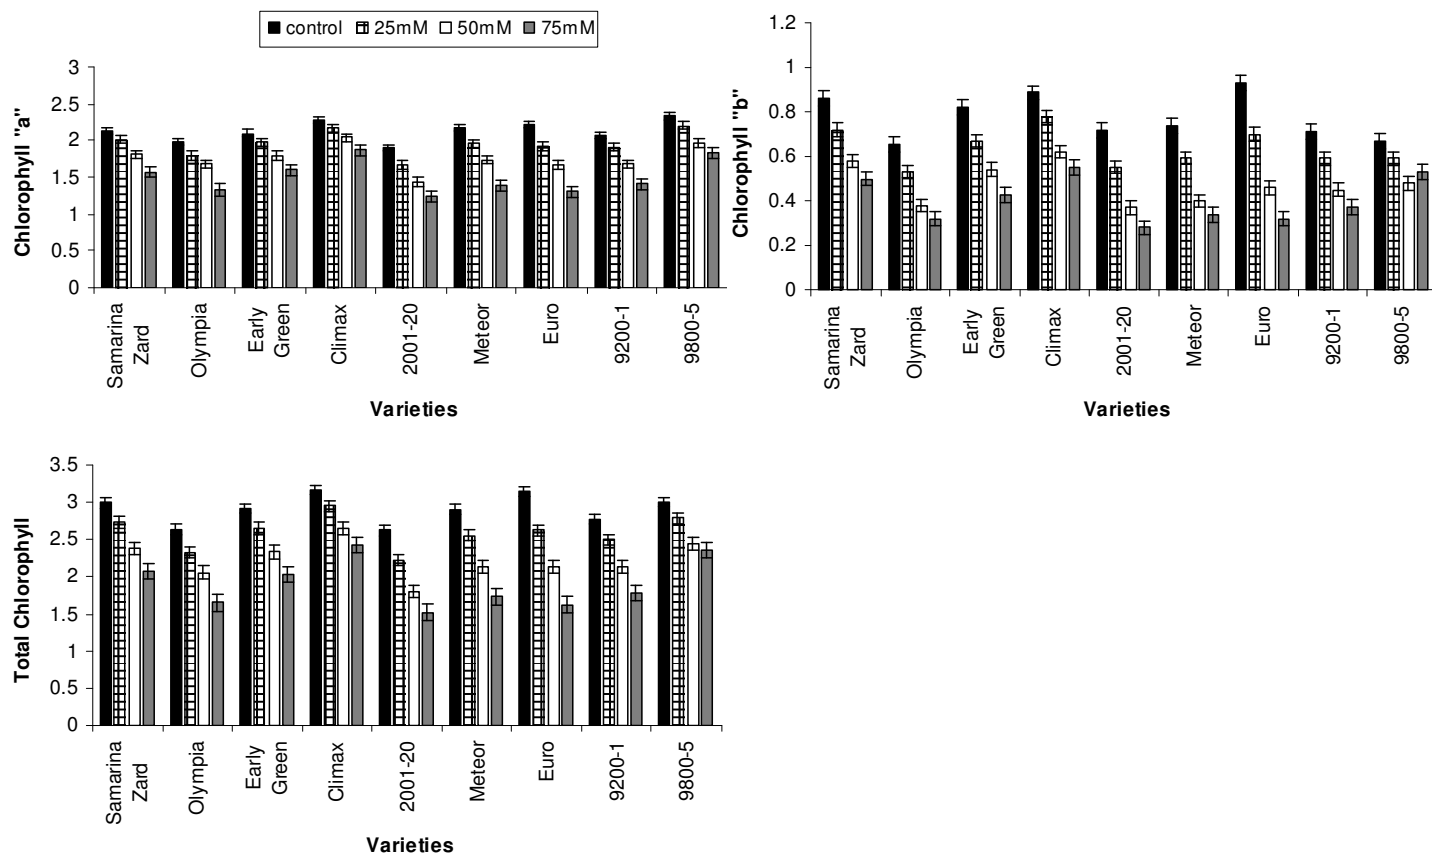 control 25mM 50mM 75mM
Chlorophyll "a"
3
2.5
2
1.5
1
0.5
0
Samarina Zard
Olympia
Early Green
Climax
2001-20
Meteor
Euro
9200-1
9800-5
Varieties
Chlorophyll "b"
1.2
1
0.8
0.6
0.4
0.2
0
Samarina Zard
Olympia
Early Green
Climax
2001-20
Meteor
Euro
9200-1
9800-5
Varieties
Total Chlorophyll
3.5
3
2.5
2
1.5
1
0.5
0
Samarina Zard
Olympia
Early Green
Climax
2001-20
Meteor
Euro
9200-1
9800-5
Varieties